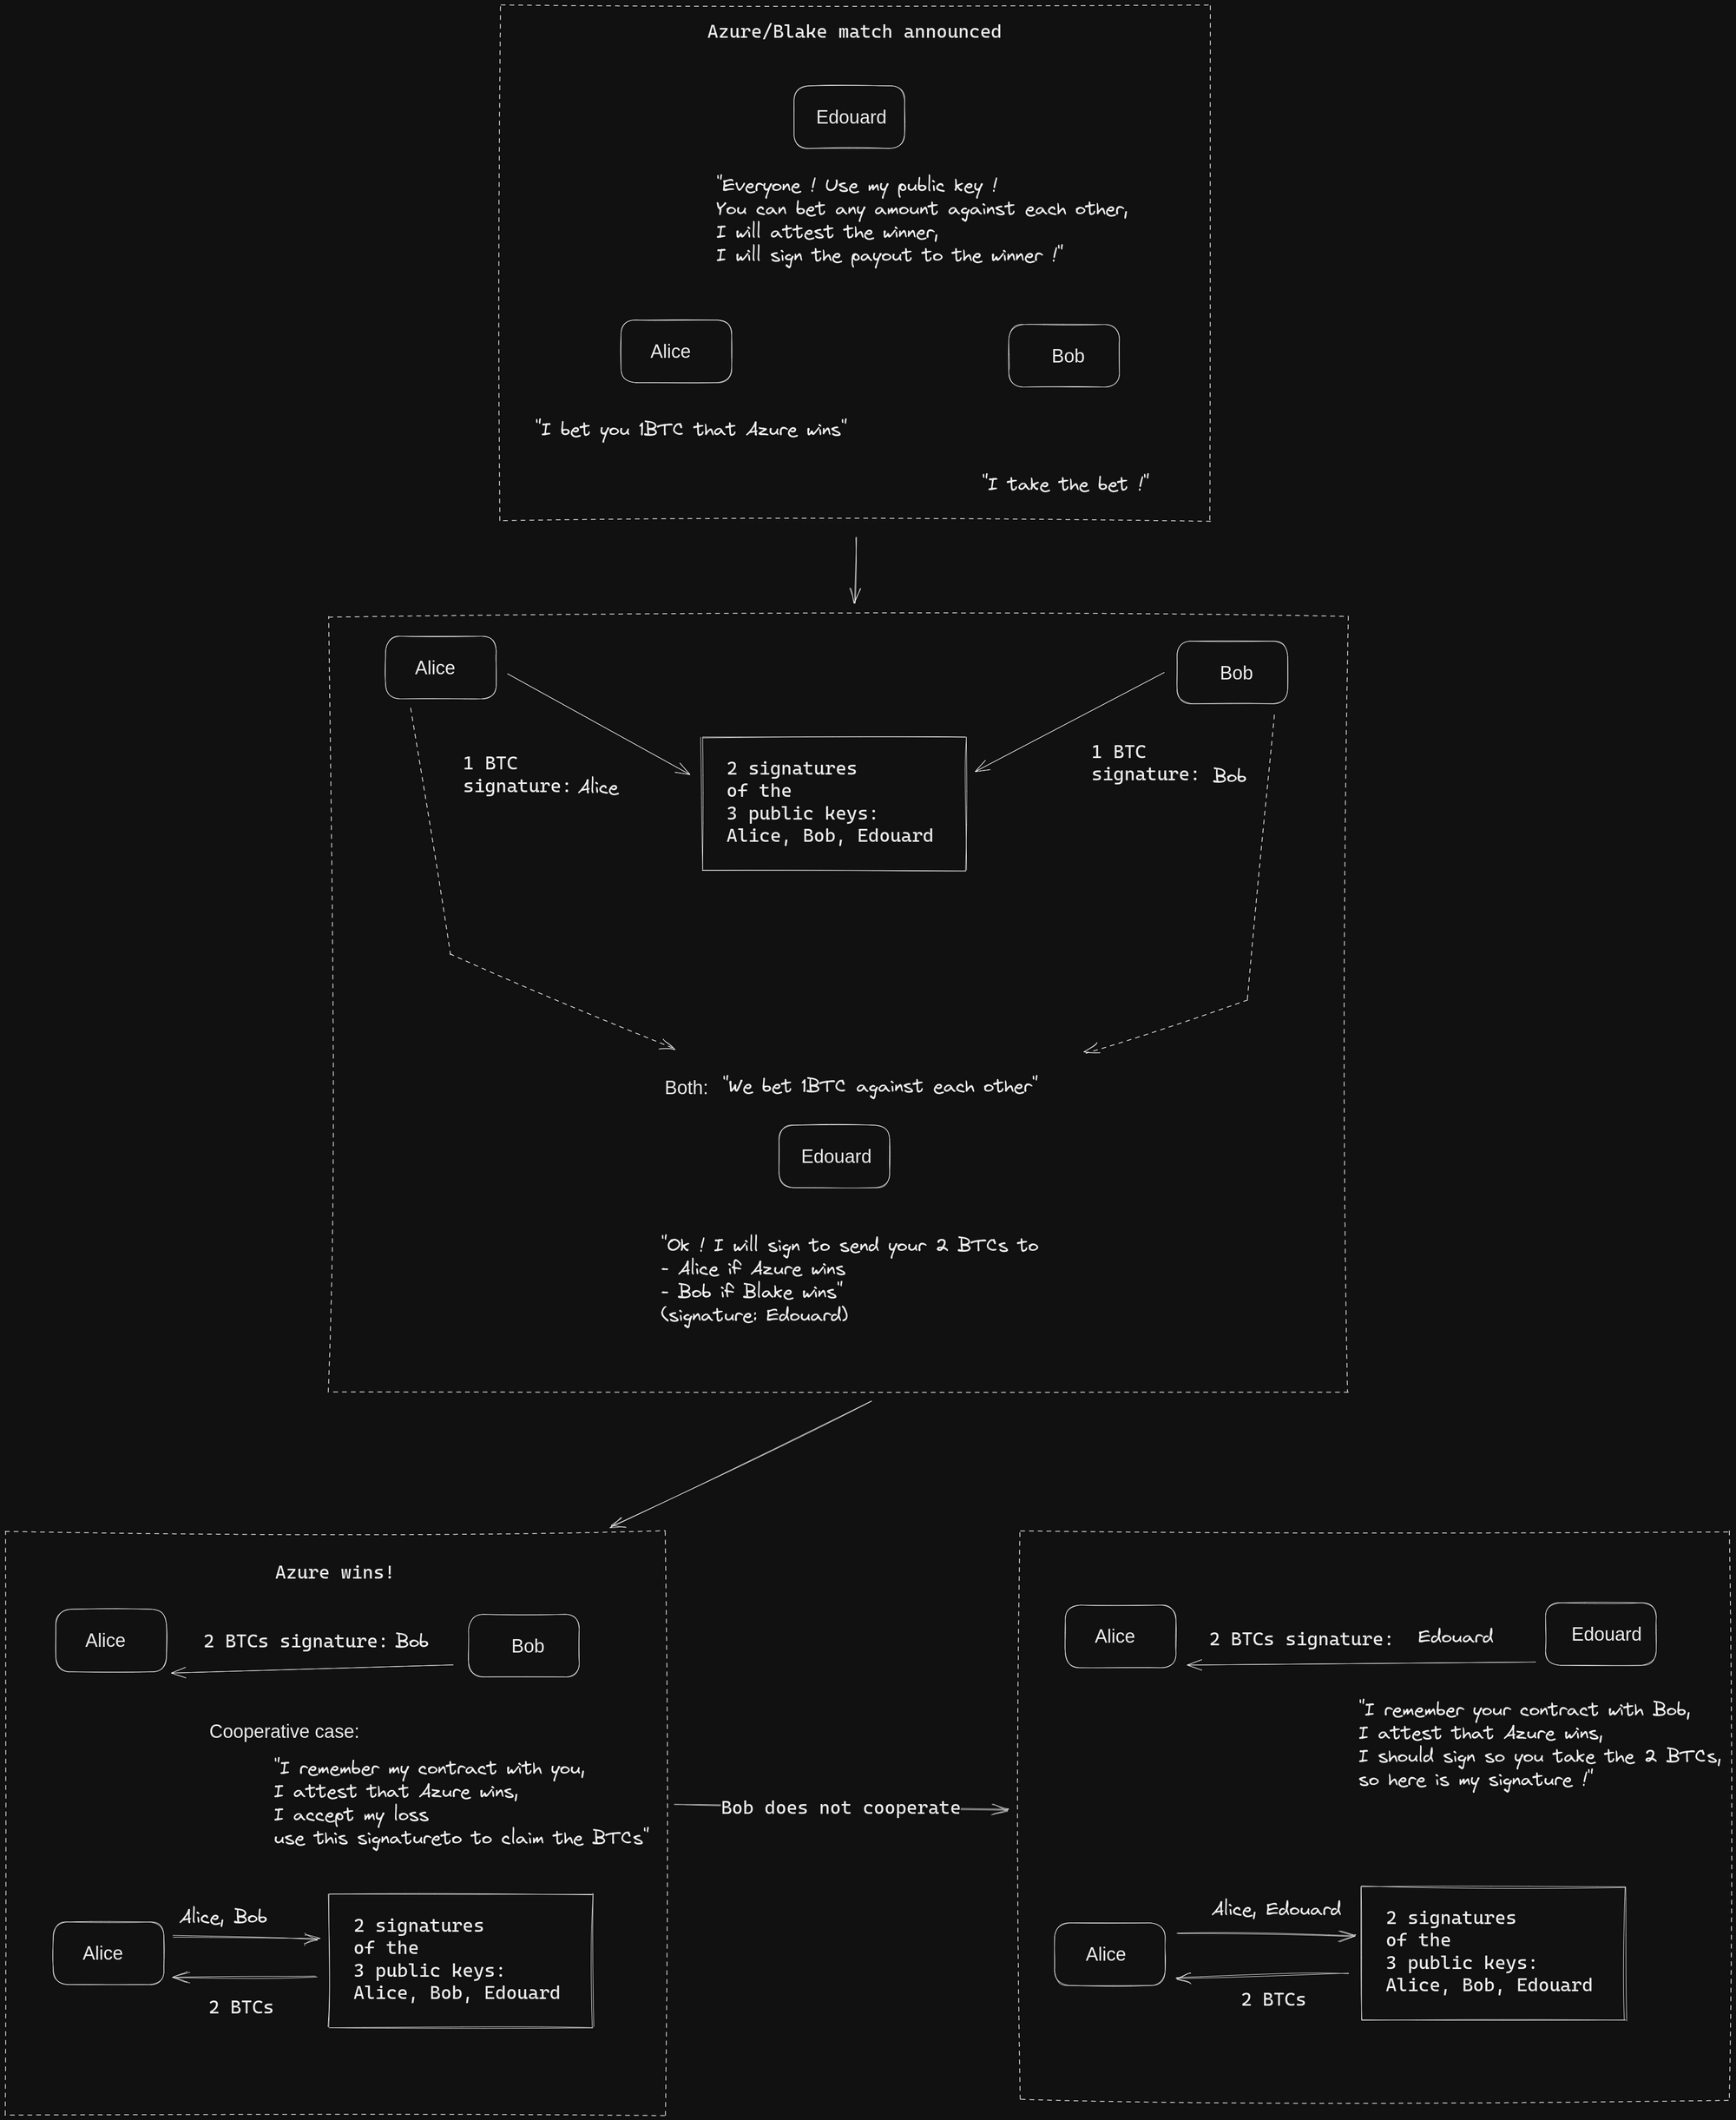 Azure/Blake match announced
Edouard
"Everyone ! Use my public key !
You can bet any amount against each other,
I will attest the winner,
I will sign the payout to the winner !"
Alice
Bob
"I bet you 1BTC that Azure wins"
"I take the bet !"
Alice
Bob
1 BTC
signature: Alice
2 signatures
of the
3 public keys:
Alice, Bob, Edouard
1 BTC
signature: Bob
Both: "We bet 1BTC against each other"
Edouard
"Ok ! I will sign to send your 2 BTCs to
- Alice if Azure wins
- Bob if Blake wins"
(signature: Edouard)
Azure wins!
Alice
2 BTCs signature: Bob
Bob
Cooperative case:
"I remember my contract with you,
I attest that Azure wins,
I accept my loss
use this signatureto to claim the BTCs"
Alice, Bob
Alice
2 signatures
of the
3 public keys:
Alice, Bob, Edouard
2 BTCs
Bob does not cooperate
Alice
2 BTCs signature: Edouard
Edouard
"I remember your contract with Bob,
I attest that Azure wins,
I should sign so you take the 2 BTCs,
so here is my signature !"
Alice, Edouard
Alice
2 signatures
of the
3 public keys:
Alice, Bob, Edouard
2 BTCs